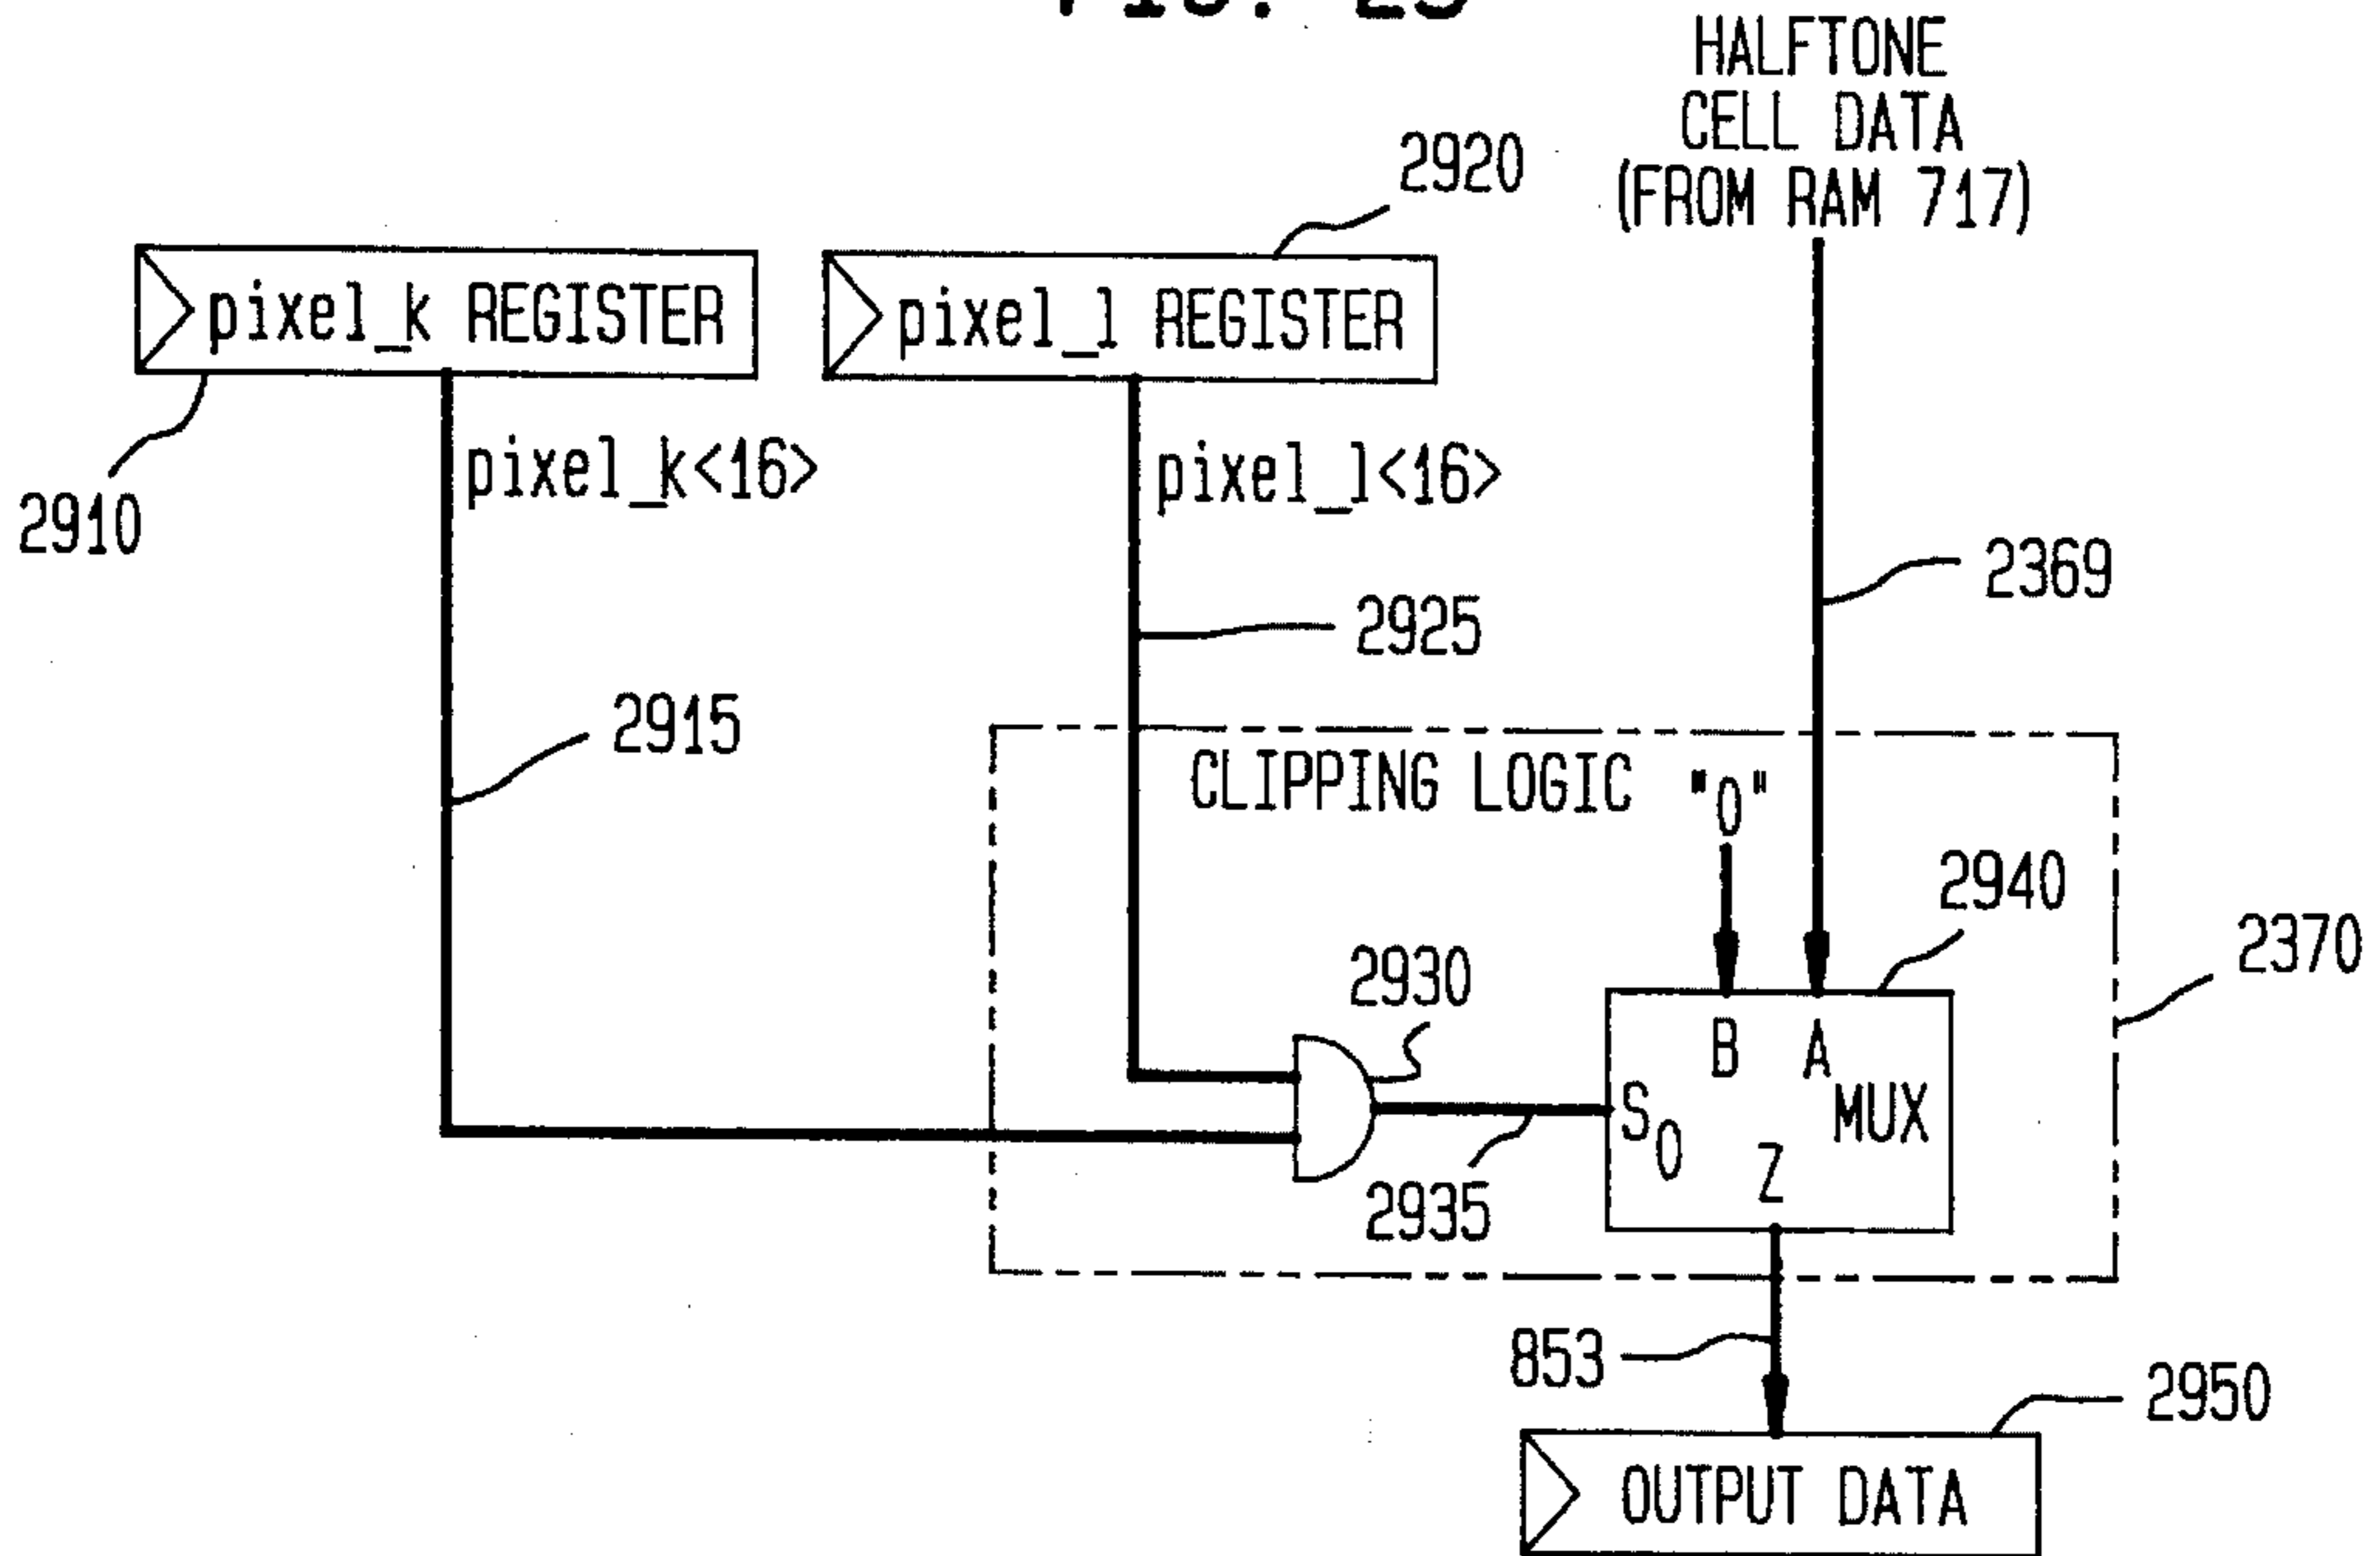 HALFTONE
CELL DATA
(FROM RAM 717)
2920
pixel_k REGISTER
pixel_l REGISTER
2910
pixel_k<16>
pixel_l<16>
2369
2925
2915
CLIPPING LOGIC
"0"
2940
2370
2930
B A
S0
MUX
Z
2935
853
2950
OUTPUT DATA